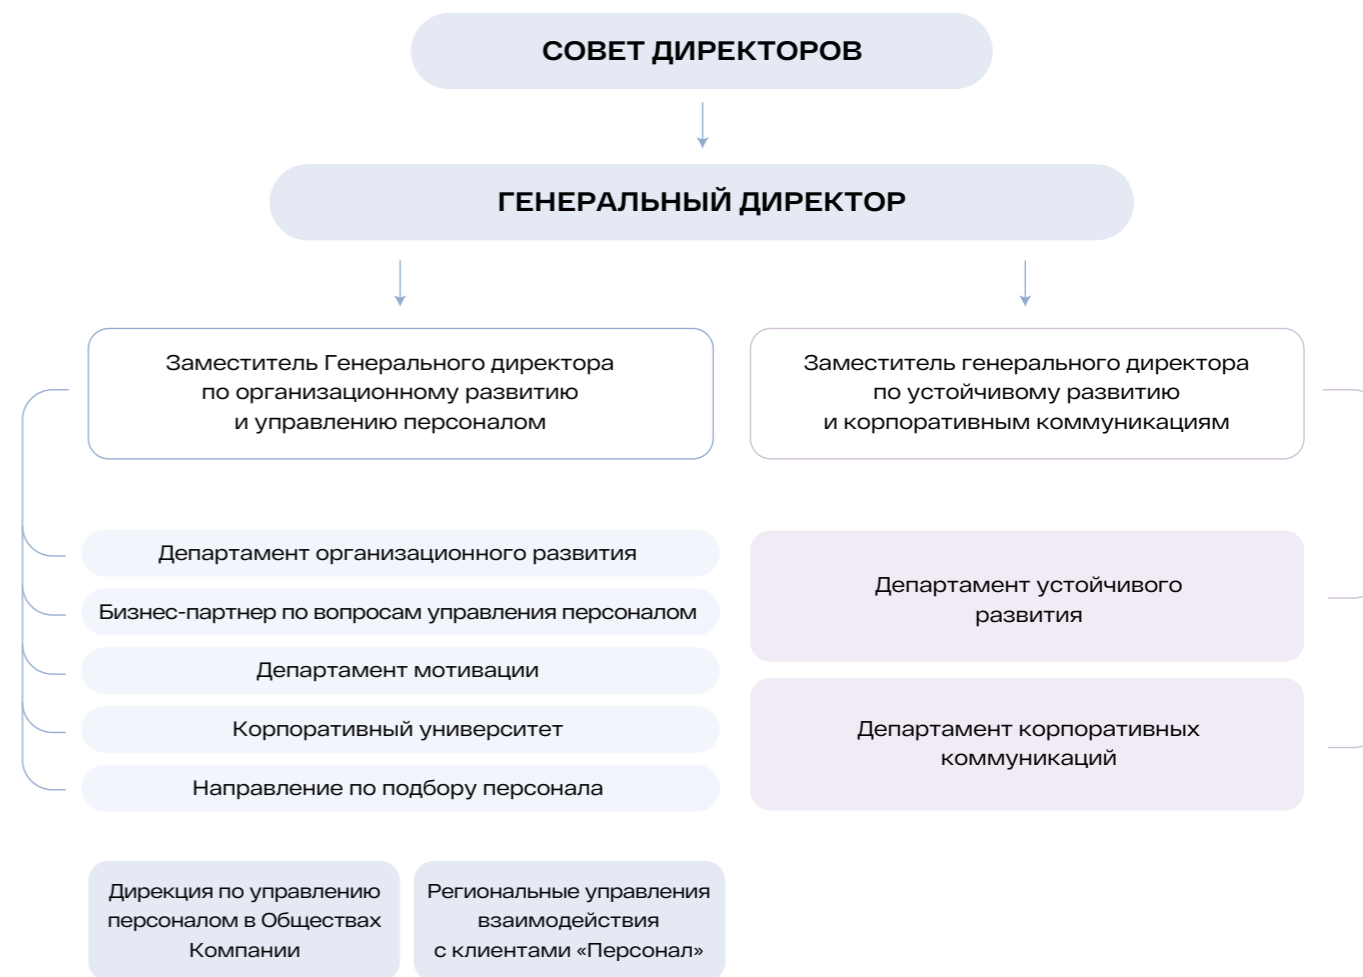 СОВЕТ ДИРЕКТОРОВ
ГЕНЕРАЛЬНЫЙ ДИРЕКТОР
Заместитель Генерального директора
по организационному развитию
и управлению персоналом
Заместитель генерального директора
по устойчивому развитию
и корпоративным коммуникациям
Департамент организационного развития
Бизнес-партнер по вопросам управления персоналом
Департамент мотивации
Корпоративный университет
Направление по подбору персонала
Департамент устойчивого
развития
Департамент корпоративных
коммуникаций
Дирекция по управлению
персоналом в Обществах
Компании
Региональные управления
взаимодействия
с клиентами «Персонал»